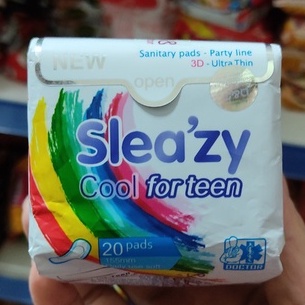 Sanitary pads - Party line
3D - Ultra Thin
NEW
open
Slea'zy
Cool for teen
20 pads
DOCTOR